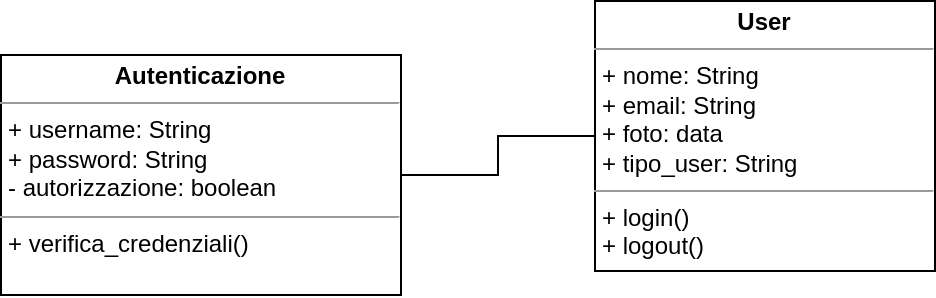 Autenticazione
+ username: String
+ password: String
- autorizzazione: boolean
+ verifica_credenziali()
User
+ nome: String
+ email: String
+ foto: data
+ tipo_user: String
+ login()
+ logout()